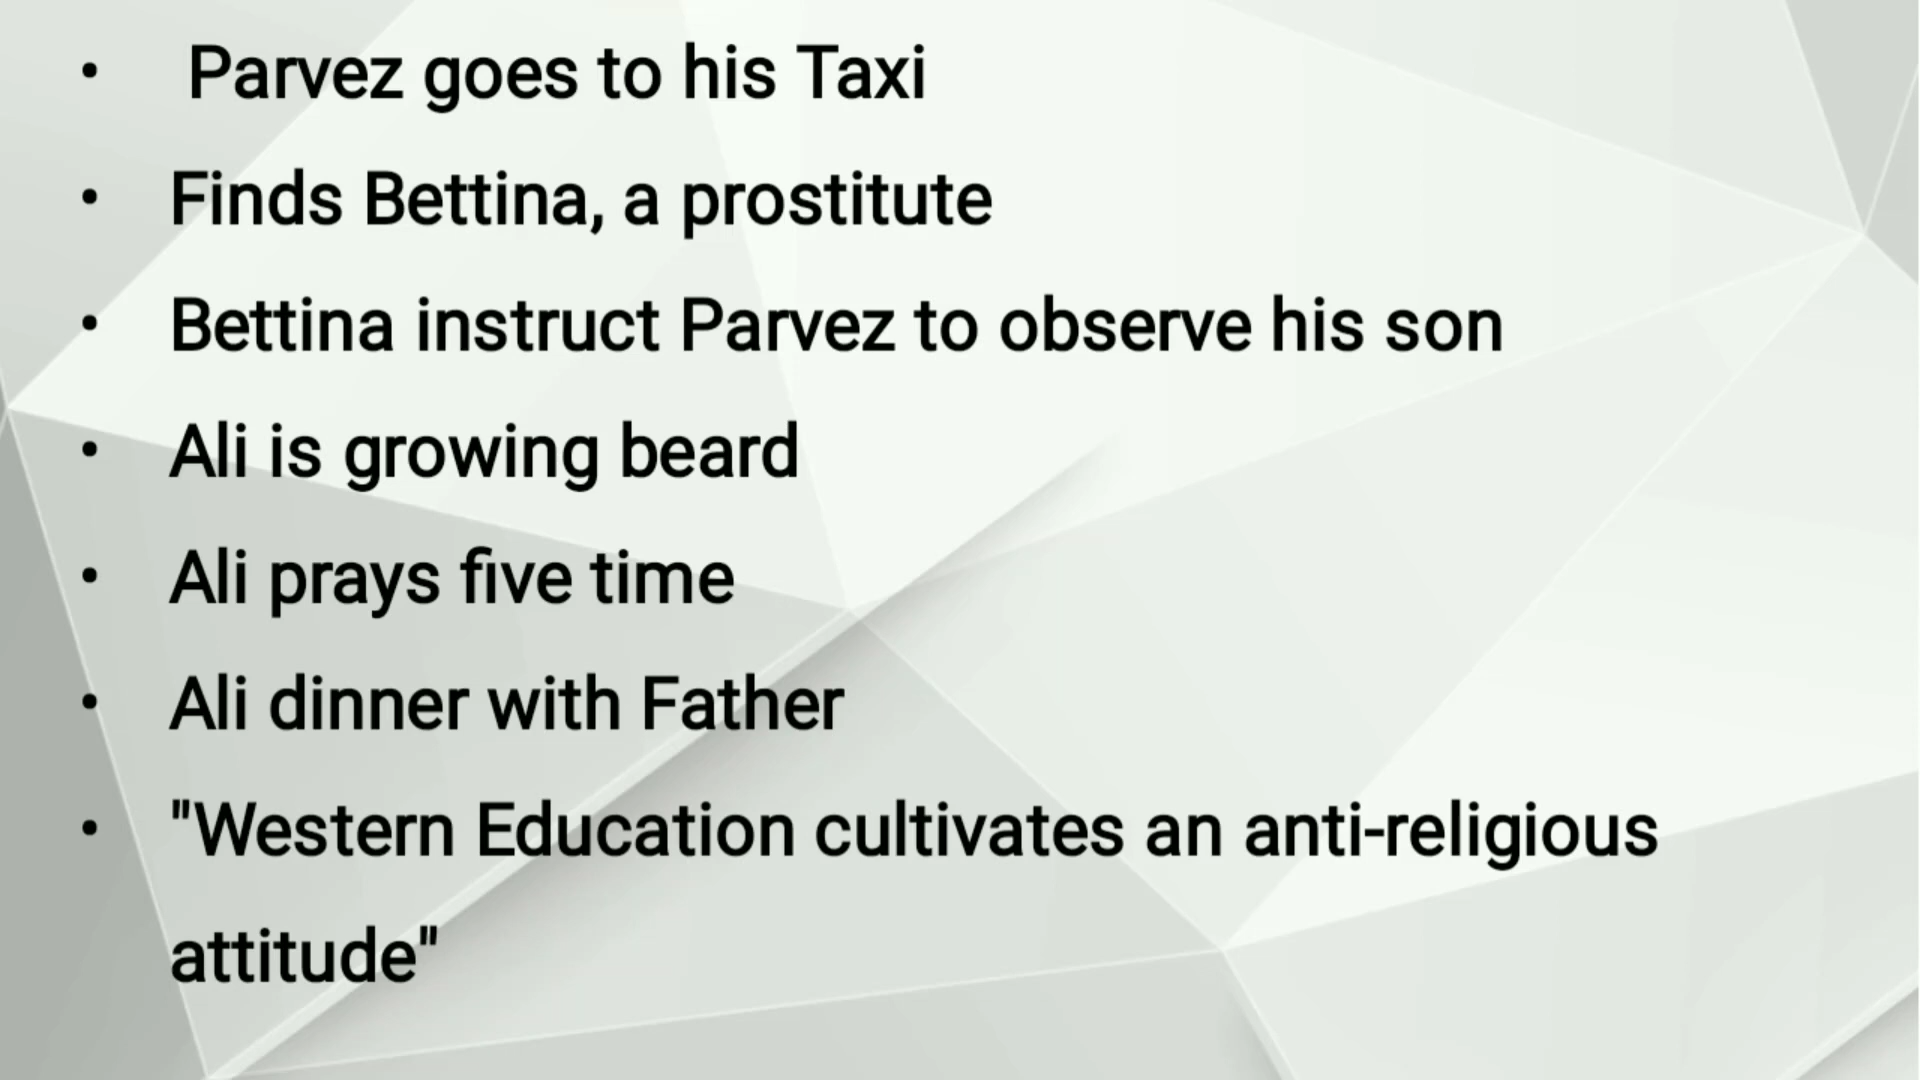 • Parvez goes to his Taxi
• Finds Bettina, a prostitute
• Bettina instruct Parvez to observe his son
• Ali is growing beard
• Ali prays five time
• Ali dinner with Father
• "Western Education cultivates an anti-religious
attitude"